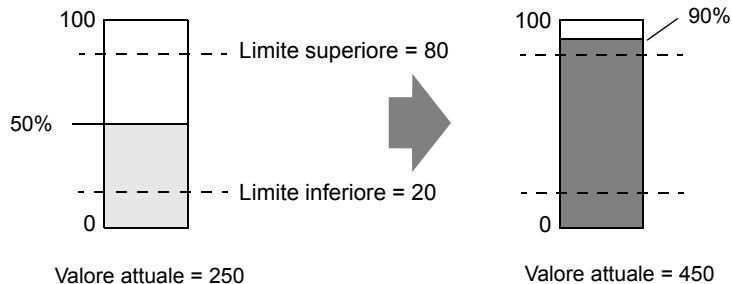 100
Limite superiore = 80
50%
Limite inferiore = 20
0
Valore attuale = 250
100
90%
0
Valore attuale = 450